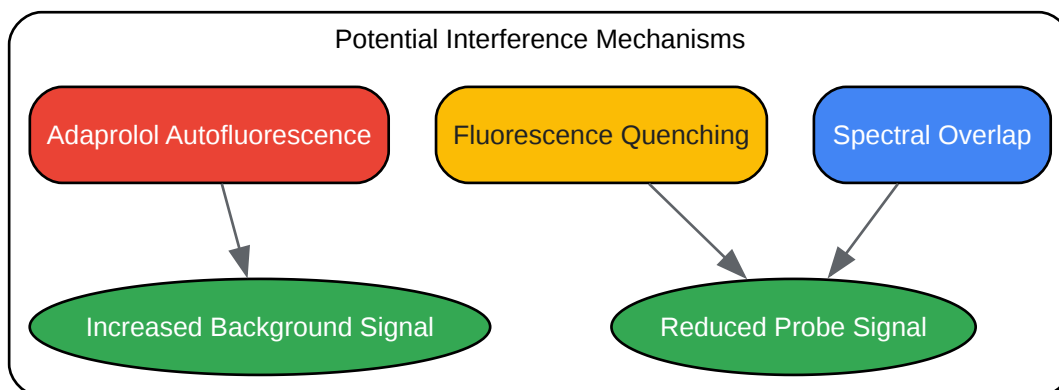 Potential Interference Mechanisms
Adaprolol Autofluorescence
Fluorescence Quenching
Spectral Overlap
Increased Background Signal
Reduced Probe Signal